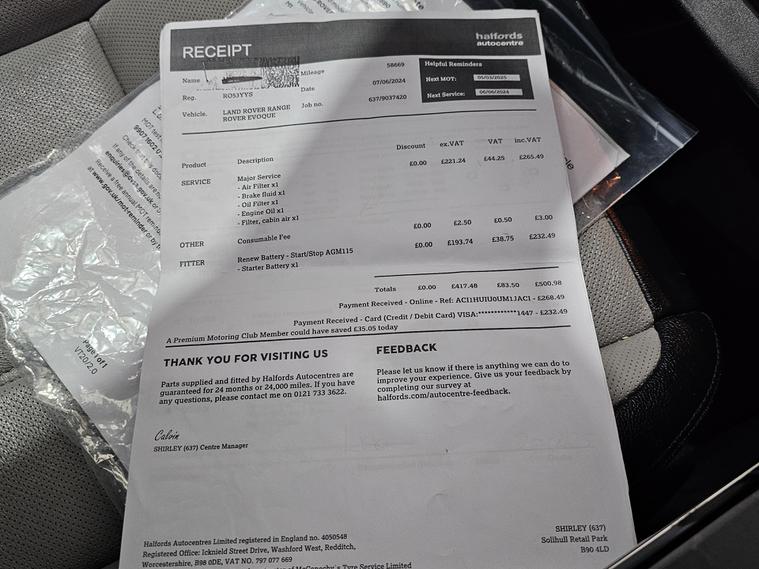 RECEIPT
halfords
autocentre
Name
Reg. RO53YYS
Vehicle. LAND ROVER RANGE
ROVER EVOQUE
Mileage 58669
Date 07/06/2024
Job no. 637/9037420
Helpful Reminders
Next MOT: 05/03/2025
Next Service: 06/06/2024
Product Description Discount ex.VAT VAT inc.VAT
SERVICE Major Service £0.00 £221.24 £44.25 £265.49
- Air Filter x1
- Brake fluid x1
- Oil Filter x1
- Engine Oil x1
- Filter, cabin air x1
OTHER Consumable Fee £0.00 £2.50 £0.50 £3.00
FITTER Renew Battery - Start/Stop AGM115 £0.00 £193.74 £38.75 £232.49
- Starter Battery x1
Totals £0.00 £417.48 £83.50 £500.98
Payment Received - Online - Ref: - £268.49
Payment Received - Card (Credit / Debit Card) VISA:************1447 - £232.49
A Premium Motoring Club Member could have saved £35.05 today
THANK YOU FOR VISITING US
Parts supplied and fitted by Halfords Autocentres are
guaranteed for 24 months or 24,000 miles. If you have
any questions, please contact me on 0121 733 3622.
FEEDBACK
Please let us know if there is anything we can do to
improve your experience. Give us your feedback by
completing our survey at
halfords.com/autocentre-feedback.
Calvin
SHIRLEY (637) Centre Manager
Halfords Autocentres Limited registered in England no. 4050548
Registered Office: Icknield Street Drive, Washford West, Redditch,
Worcestershire, B98 0DE, VAT NO. 797 077 669
McConechy's Tyre Service Limited
SHIRLEY (637)
Solihull Retail Park
B90 4LD
Page 1 of 1
VT20/2.0